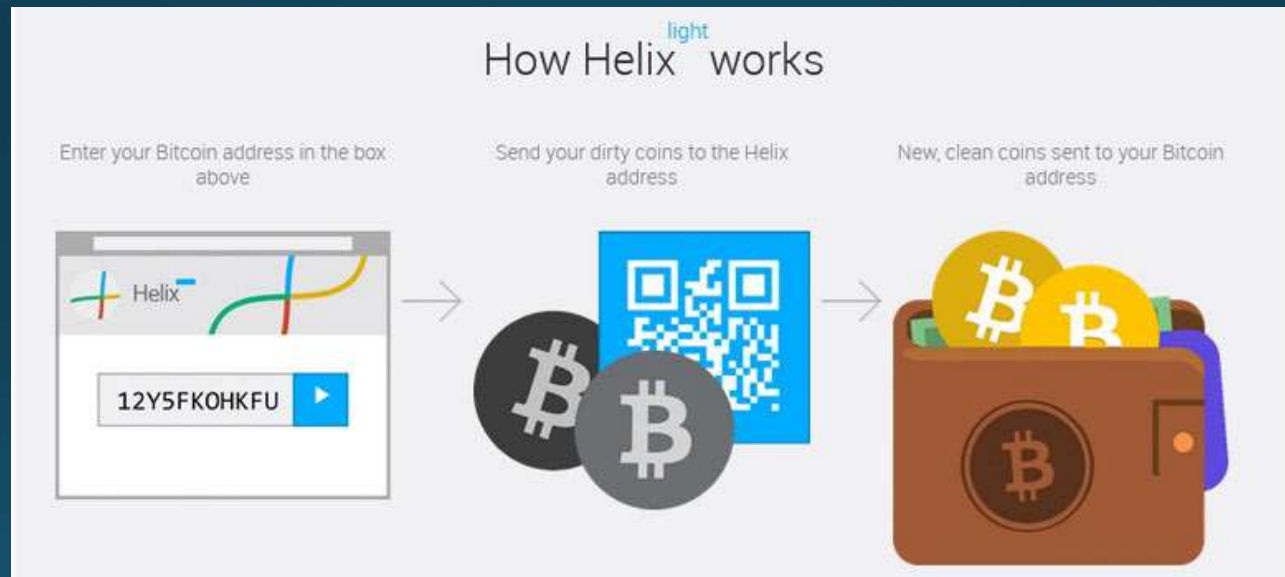 light
How Helix works
Enter your Bitcoin address in the box
above
Send your dirty coins to the Helix
address
New, clean coins sent to your Bitcoin
address
Helix
12Y5FKOHKFU